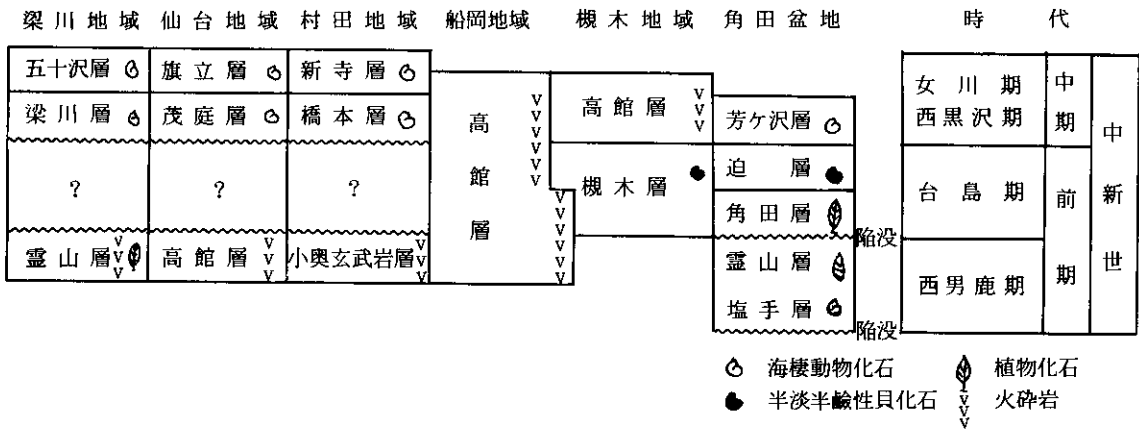 梁川地域 仙台地域 村田地域 船岡地域 槻木地域 角田盆地 時代
五十沢層 旗立層 新寺層
梁川層 茂庭層 橋本層
? ? ?
霊山層 高館層 小奥玄武岩層
高館層
高館層
槻木層
芳ケ沢層
迫層
角田層
陥没
霊山層
塩手層
陥没
女川期
西黒沢期
台島期
西男鹿期
中期
前期
中新世
海棲動物化石 植物化石
半淡半鹹性貝化石 火砕岩